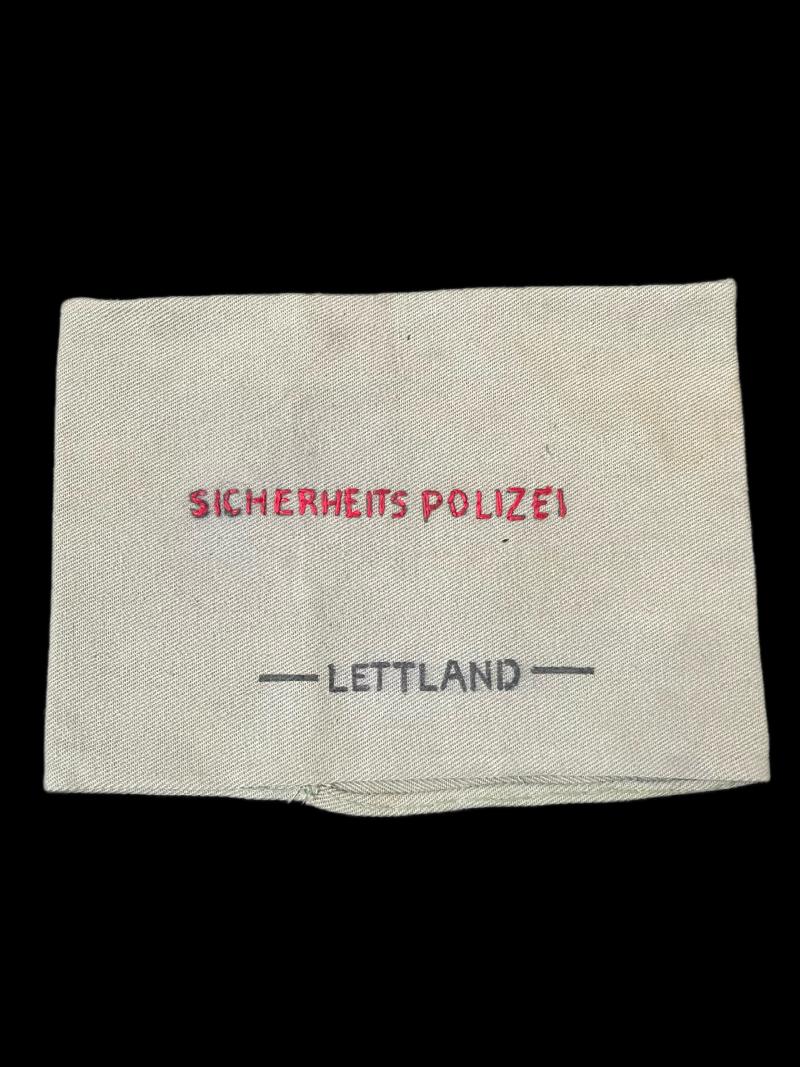 SICHERHEITS POLIZEI
— LETTLAND —